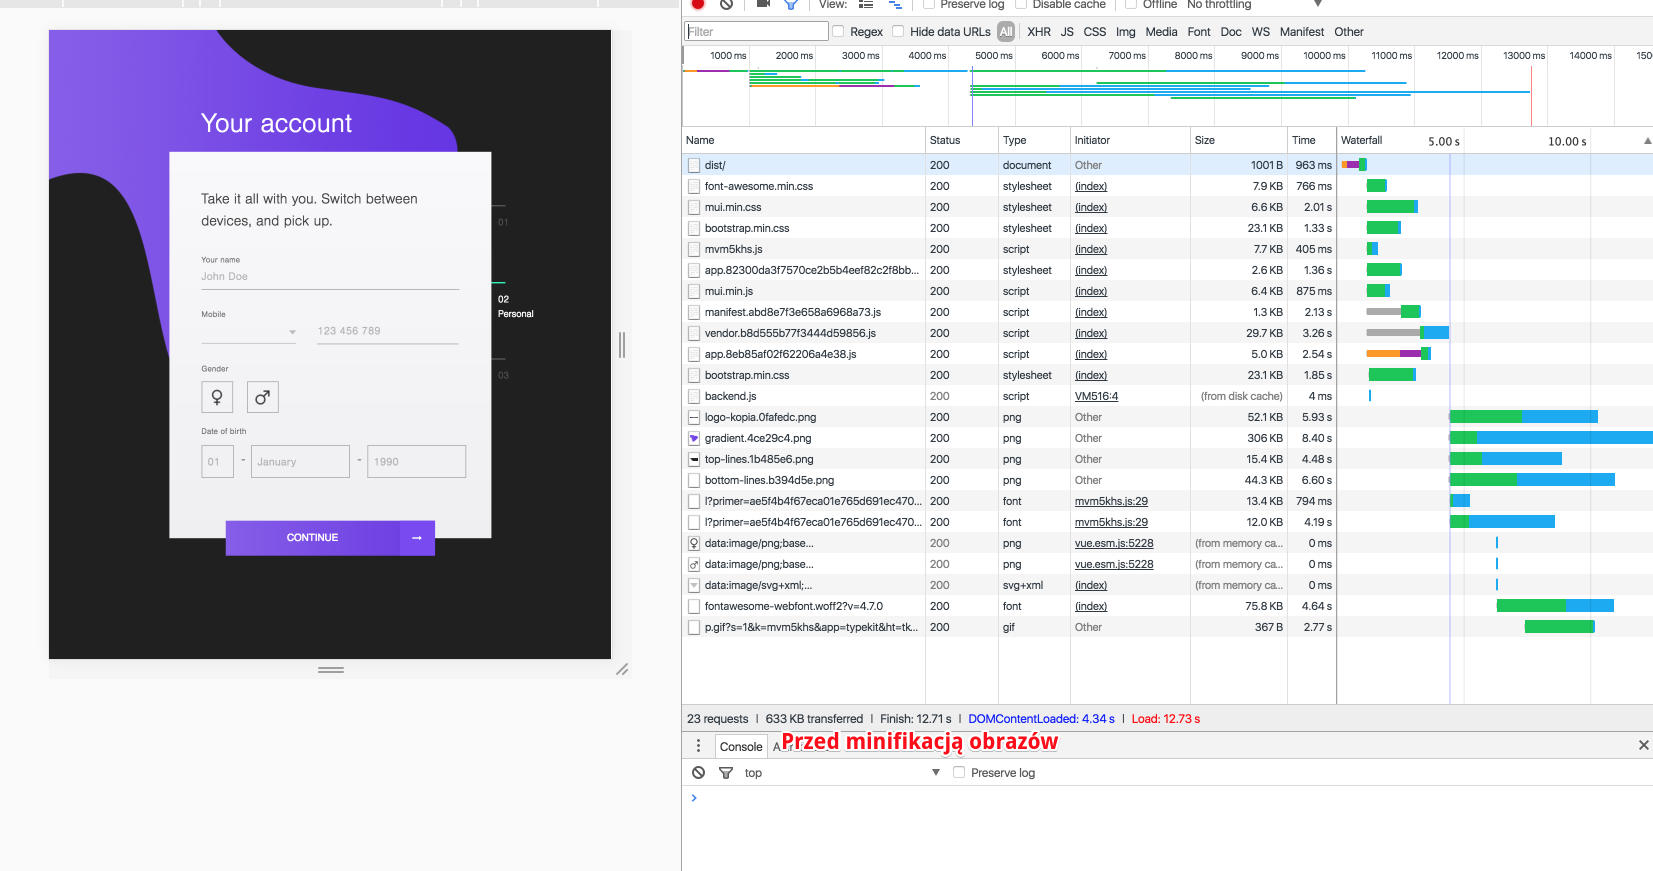 Your account
Take it all with you. Switch between
devices, and pick up.
Your name
John Doe
Mobile
123 456 789
Gender
Date of birth
01 - January - 1990
CONTINUE →
01
02
Personal
03
View: Preserve log Disable cache Offline No throttling
Filter Regex Hide data URLs All XHR JS CSS Img Media Font Doc WS Manifest Other
1000 ms 2000 ms 3000 ms 4000 ms 5000 ms 6000 ms 7000 ms 8000 ms 9000 ms 10000 ms 11000 ms 12000 ms 13000 ms 14000 ms
Name Status Type Initiator Size Time Waterfall 5.00 s 10.00 s
dist/ 200 document Other 1001 B 963 ms
font-awesome.min.css 200 stylesheet (index) 7.9 KB 766 ms
mui.min.css 200 stylesheet (index) 6.6 KB 2.01 s
bootstrap.min.css 200 stylesheet (index) 23.1 KB 1.33 s
mvm5khs.js 200 script (index) 7.7 KB 405 ms
app.82300da3f7570ce2b5b4eef82c2f8bb... 200 stylesheet (index) 2.6 KB 1.36 s
mui.min.js 200 script (index) 6.4 KB 875 ms
manifest.abd8e7f3e658a6968a73.js 200 script (index) 1.3 KB 2.13 s
vendor.b8d555b77f3444d59856.js 200 script (index) 29.7 KB 3.26 s
app.8eb85af02f62206a4e38.js 200 script (index) 5.0 KB 2.54 s
bootstrap.min.css 200 stylesheet (index) 23.1 KB 1.85 s
backend.js 200 script VM516:4 (from disk cache) 4 ms
logo-kopia.0fafedc.png 200 png Other 52.1 KB 5.93 s
gradient.4ce29c4.png 200 png Other 306 KB 8.40 s
top-lines.1b485e6.png 200 png Other 15.4 KB 4.48 s
bottom-lines.b394d5e.png 200 png Other 44.3 KB 6.60 s
l?primer=ae5f4b4f67eca01e765d691ec470... 200 font mvm5khs.js:29 13.4 KB 794 ms
l?primer=ae5f4b4f67eca01e765d691ec470... 200 font mvm5khs.js:29 12.0 KB 4.19 s
data:image/png;base... 200 png vue.esm.js:5228 (from memory ca... 0 ms
data:image/png;base... 200 png vue.esm.js:5228 (from memory ca... 0 ms
data:image/svg+xml;... 200 svg+xml (index) (from memory ca... 0 ms
fontawesome-webfont.woff2?v=4.7.0 200 font (index) 75.8 KB 4.64 s
p.gif?s=1&k=mvm5khs&app=typekit&ht=tk... 200 gif Other 367 B 2.77 s
23 requests | 633 KB transferred | Finish: 12.71 s | DOMContentLoaded: 4.34 s | Load: 12.73 s
Przed minifikacją obrazów
Console
top Preserve log